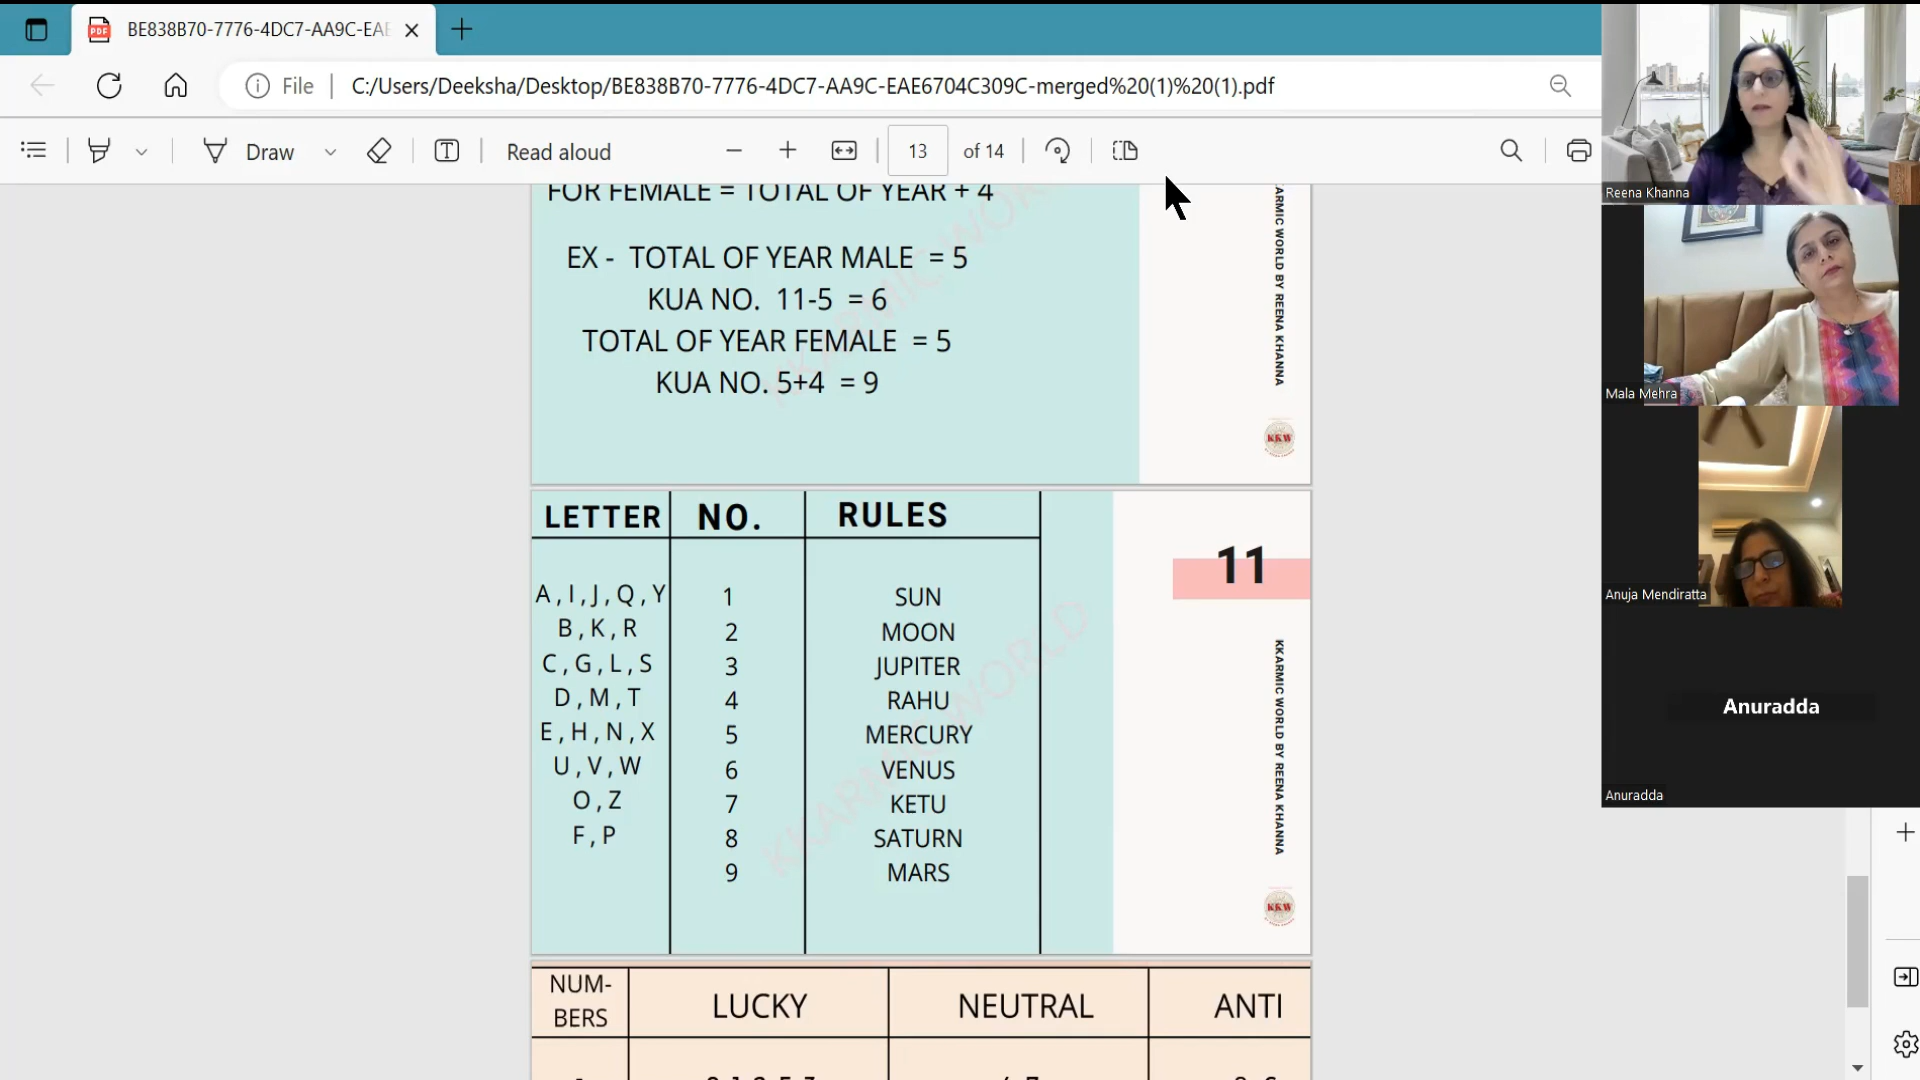 BE838B70-7776-4DC7-AA9C-EAE
File
C:/Users/Deeksha/Desktop/BE838B70-7776-4DC7-AA9C-EAE6704C309C-merged%20(1)%20(1).pdf
Draw
Read aloud
13 of 14
FOR FEMALE = TOTAL OF YEAR + 4
EX - TOTAL OF YEAR MALE = 5
KUA NO. 11-5 = 6
TOTAL OF YEAR FEMALE = 5
KUA NO. 5+4 = 9
KARMIC WORLD BY REENA KHANNA
KKW
LETTER NO. RULES
A , I , J , Q , Y 1 SUN
B , K , R 2 MOON
C , G , L , S 3 JUPITER
D , M , T 4 RAHU
E , H , N , X 5 MERCURY
U , V , W 6 VENUS
O , Z 7 KETU
F , P 8 SATURN
9 MARS
KKARMIC WORLD
11
KKARMIC WORLD BY REENA KHANNA
KKW
NUM-
BERS LUCKY NEUTRAL ANTI
Reena Khanna
Mala Mehra
Anuja Mendiratta
Anuradda
Anuradda